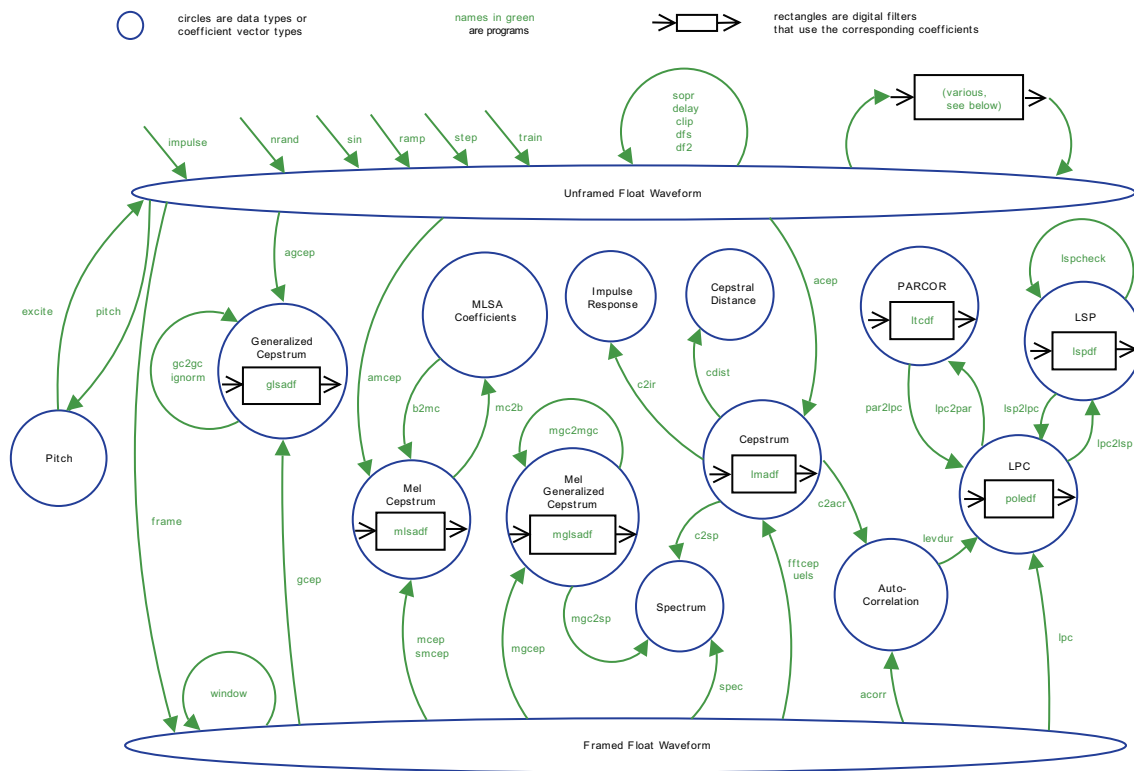 circles are data types or
coefficient vector types
names in green
are programs
rectangles are digital filters
that use the corresponding coefficients
impulse
nrand
sin
ramp
step
train
sopr
delay
clip
dfs
df2
(various,
see below)
Unframed Float Waveform
excite
pitch
agcep
amcep
acep
MLSA
Coefficients
Impulse
Response
Cepstral
Distance
PARCOR
ltcdf
lspcheck
LSP
lspdf
Generalized
Cepstrum
glsadf
gc2gc
ignorm
b2mc
mc2b
mgc2mgc
c2ir
cdist
par2lpc
lpc2par
lsp2lpc
lpc2lsp
Pitch
Mel
Cepstrum
mlsadf
Mel
Generalized
Cepstrum
mglsadf
Cepstrum
lmadf
LPC
poledf
frame
gcep
c2sp
c2acr
levdur
fftcep
uels
Auto-
Correlation
Spectrum
mgc2sp
mcep
smcep
mgcep
spec
acorr
lpc
window
Framed Float Waveform